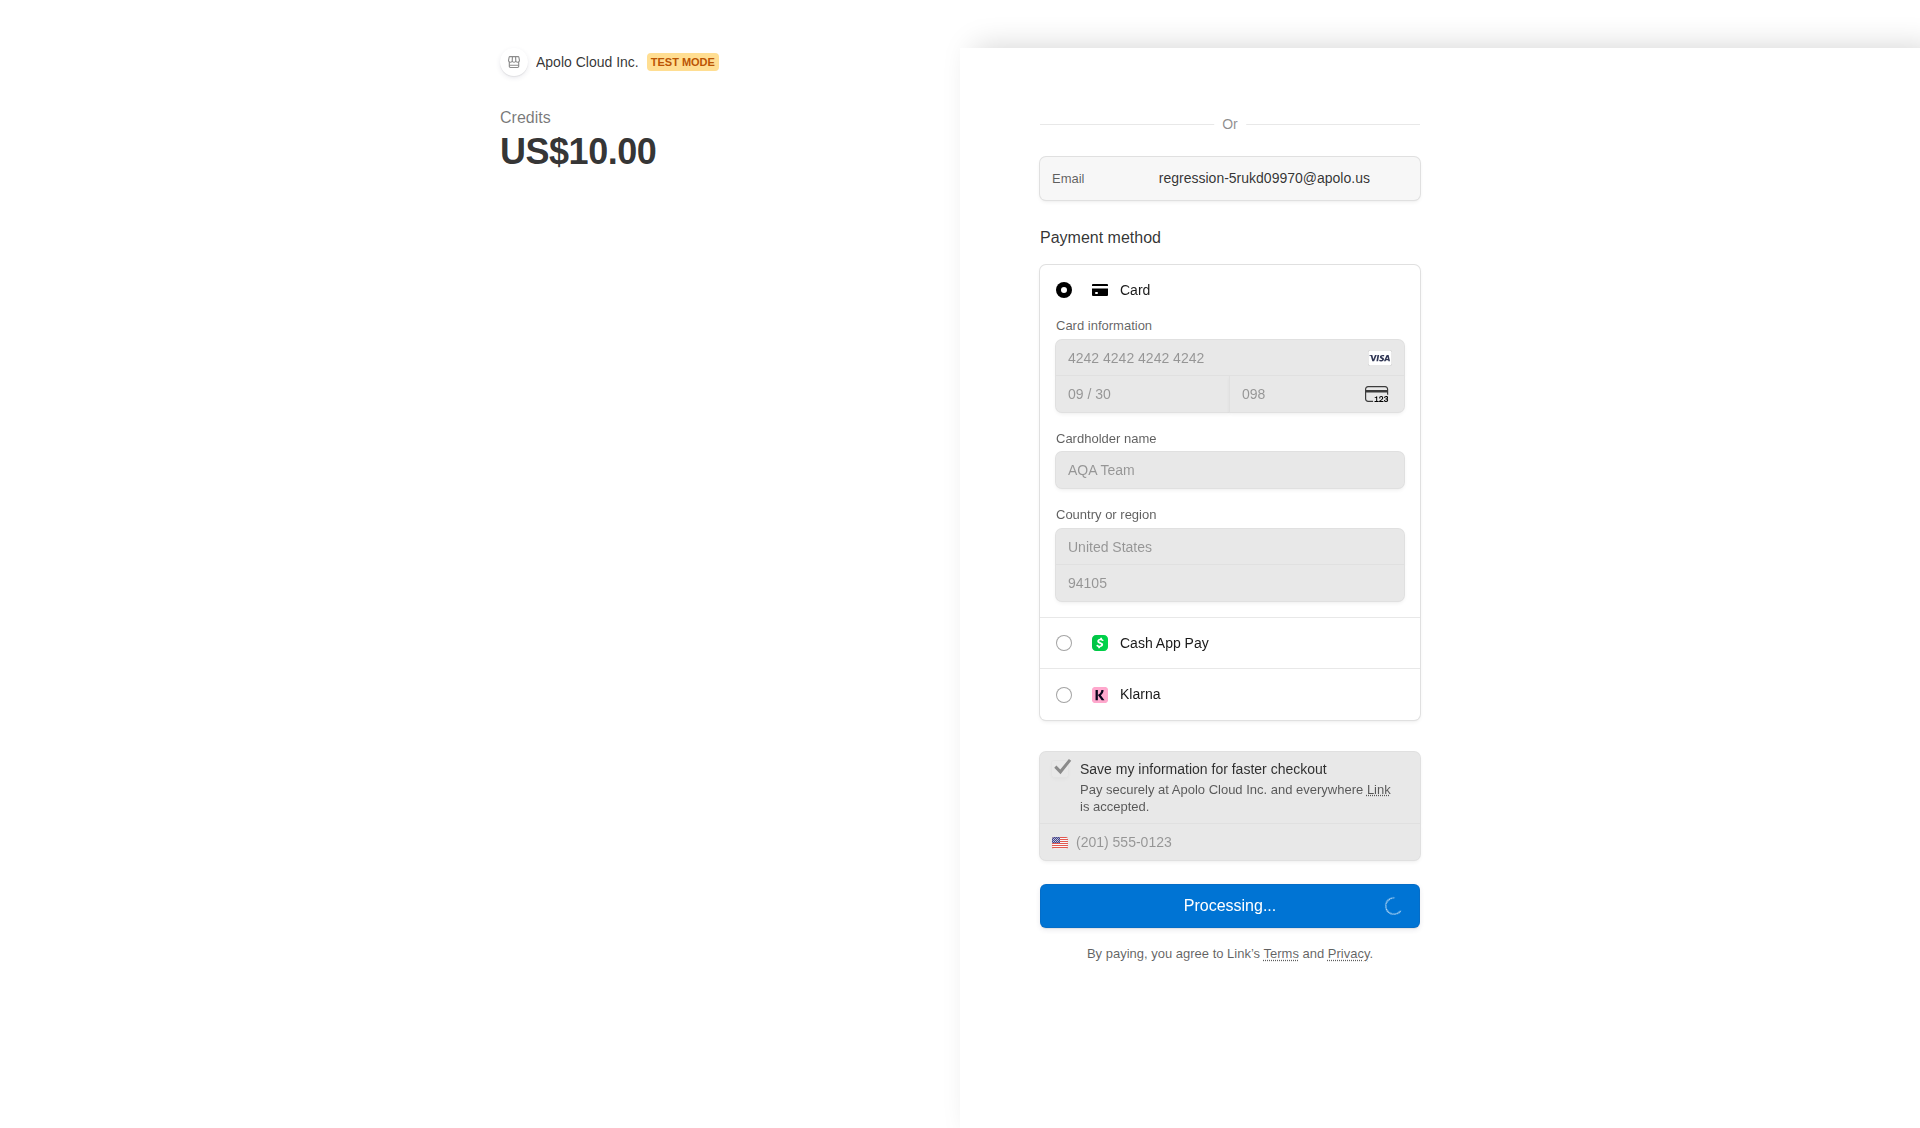 Apolo Cloud Inc. TEST MODE
Credits
US$10.00
Or
Email regression-5rukd09970@apolo.us
Payment method
Card
Card information
4242 4242 4242 4242 VISA
09 / 30 098 123
Cardholder name
AQA Team
Country or region
United States
94105
$ Cash App Pay
K Klarna
Save my information for faster checkout
Pay securely at Apolo Cloud Inc. and everywhere Link
is accepted.
(201) 555-0123
Processing...
By paying, you agree to Link's Terms and Privacy.